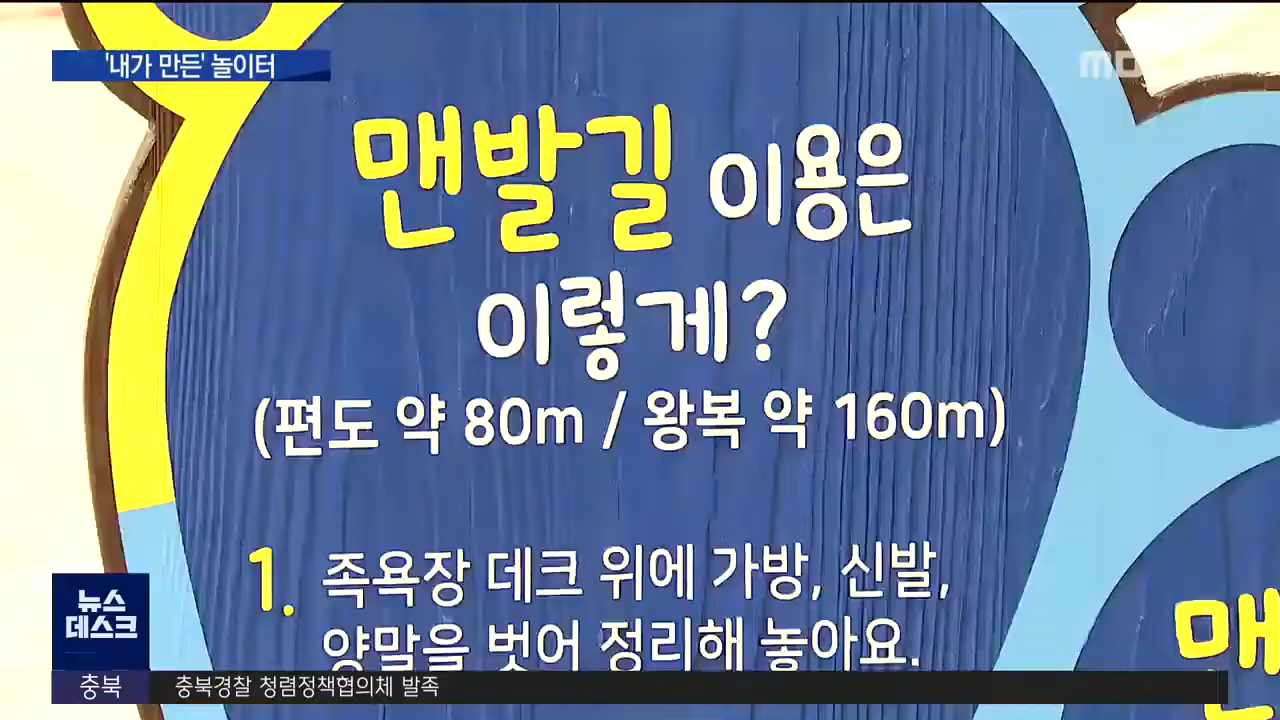 '내가 만든' 놀이터
맨발길 이용은
이렇게?
(편도 약 80m / 왕복 약 160m)
1. 족욕장 데크 위에 가방, 신발,
양말을 벗어 정리해 놓아요.
맨
뉴스
데스크
충북 충북경찰 청렴정책협의체 발족